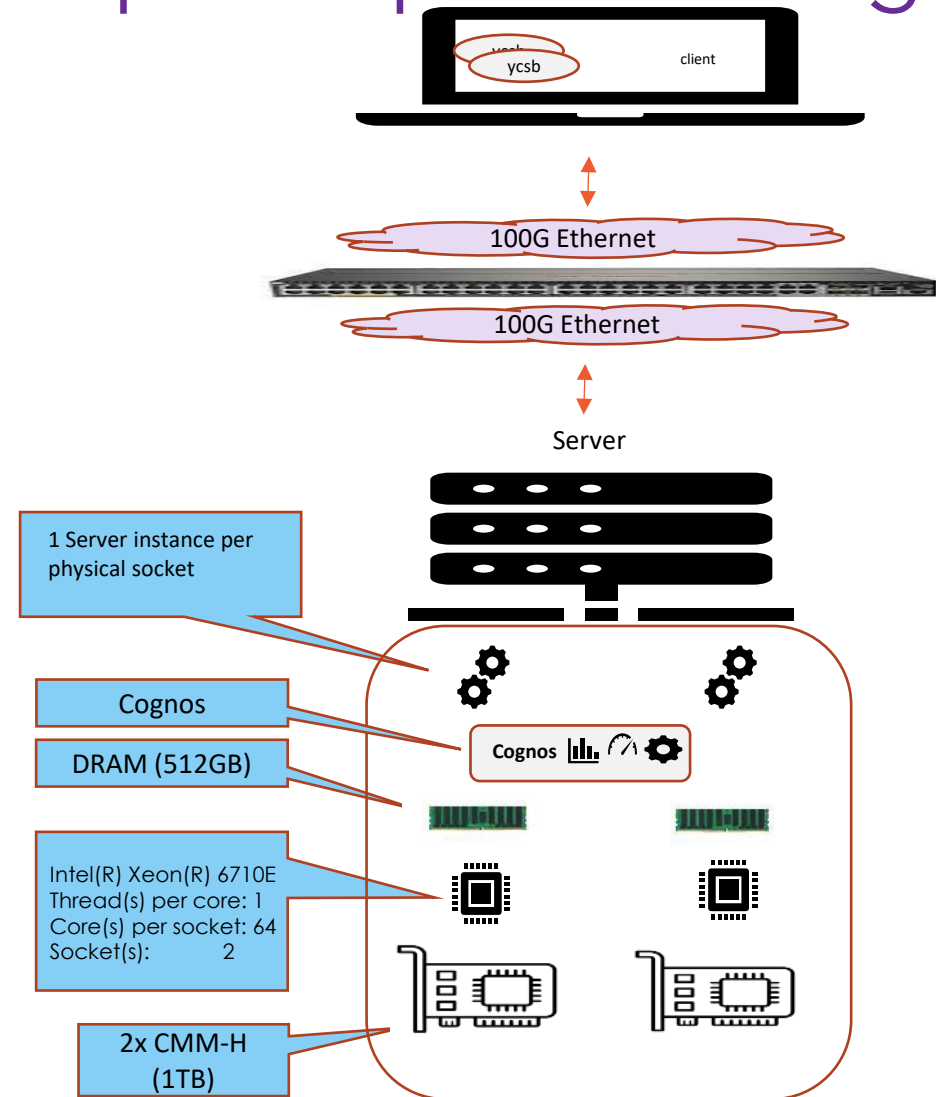 ycsb
client
100G Ethernet
100G Ethernet
Server
1 Server instance per
physical socket
Cognos
Cognos
DRAM (512GB)
Intel(R) Xeon(R) 6710E
Thread(s) per core: 1
Core(s) per socket: 64
Socket(s): 2
2x CMM-H
(1TB)